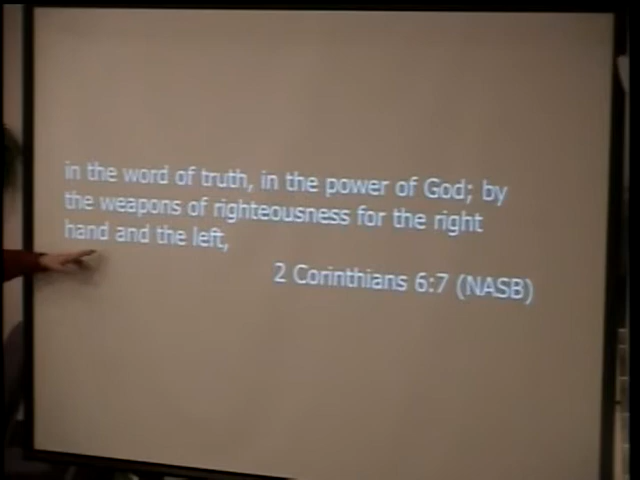 in the word of truth, in the power of God; by
the weapons of righteousness for the right
hand and the left,
2 Corinthians 6:7 (NASB)